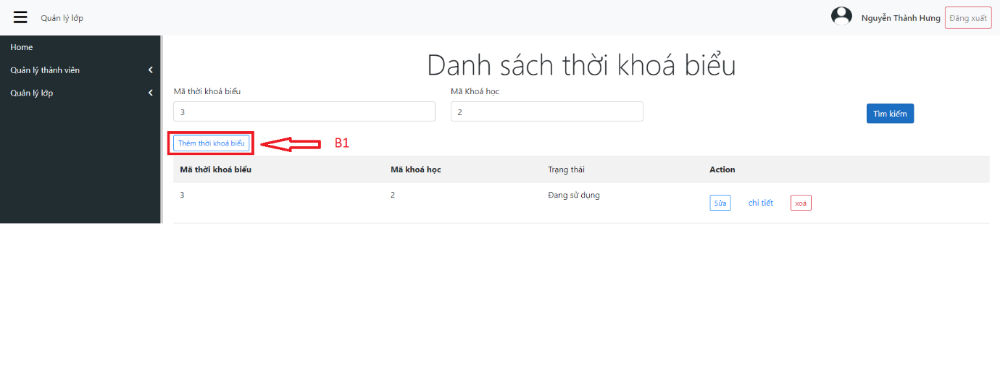 Quản lý lớp
Nguyễn Thành Hưng
Đăng xuất
Home
Quản lý thành viên
Quản lý lớp
Danh sách thời khoá biểu
Mã thời khoá biểu
Mã Khoá học
3
2
Tìm kiếm
Thêm thời khoá biểu
B1
Mã thời khoá biểu
Mã khoá học
Trạng thái
Action
3
2
Đang sử dụng
Sửa
chi tiết
xoá